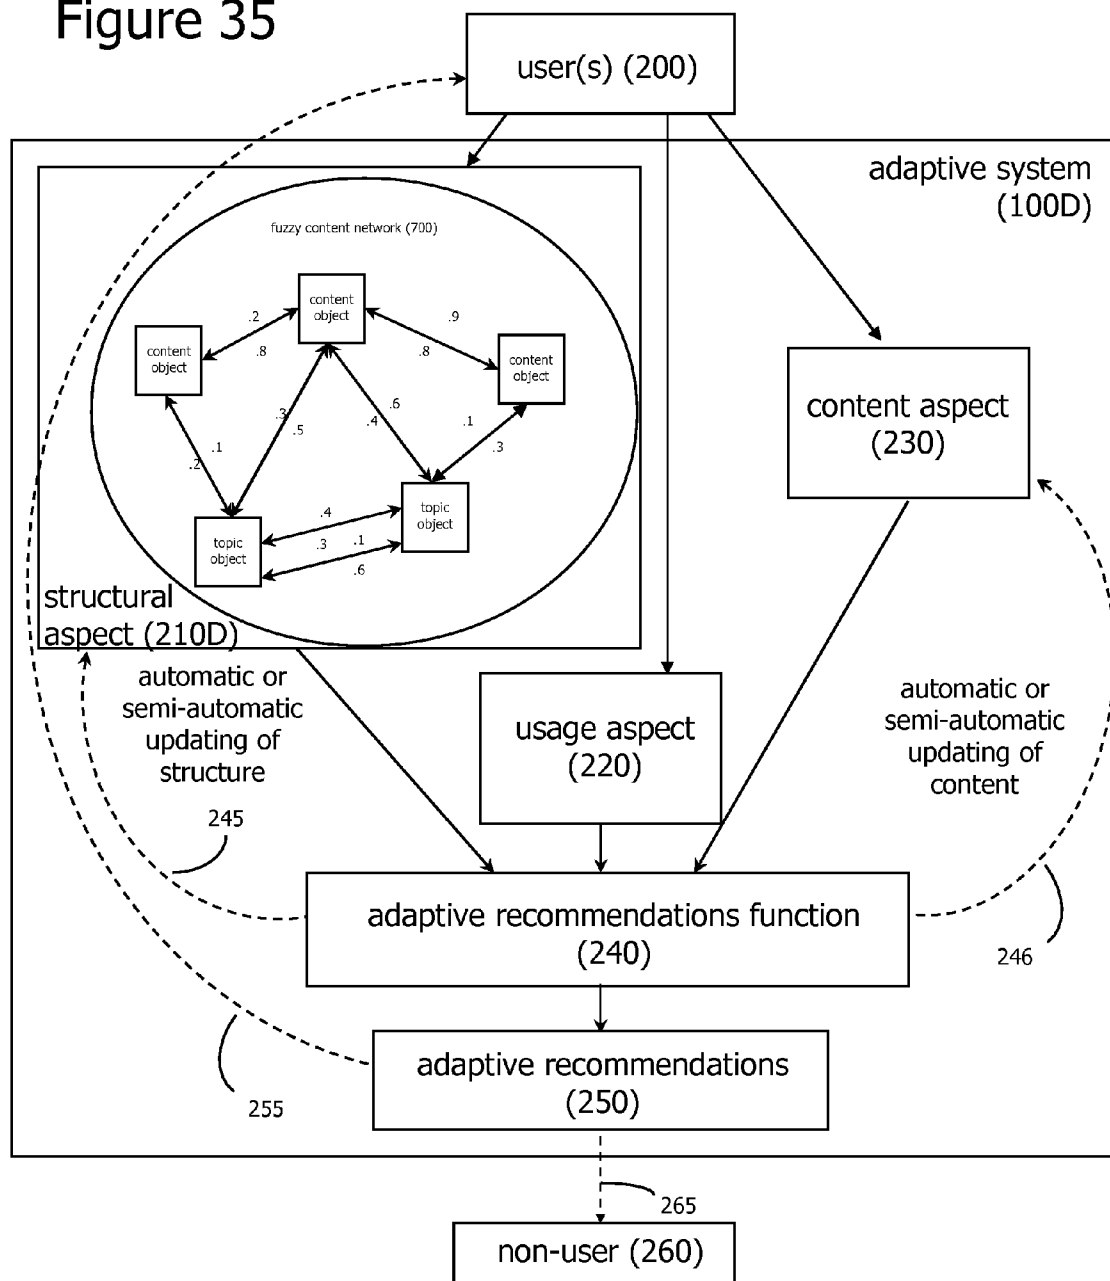 Figure 35
user(s) (200)
adaptive system
(100D)
fuzzy content network (700)
content
object
.2
.8
.9
.8
content
object
content
object
content aspect
(230)
.3
.5
.6
.4
.1
.3
.1
.2
topic
object
.4
.3
.1
.6
topic
object
structural
aspect (210D)
automatic or
semi-automatic
updating of
structure
usage aspect
(220)
automatic or
semi-automatic
updating of
content
245
adaptive recommendations function
(240)
246
adaptive recommendations
(250)
255
265
non-user (260)